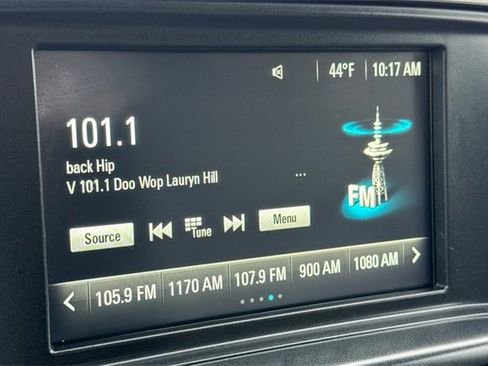 44°F 10:17 AM
101.1
back Hip
V 101.1 Doo Wop Lauryn Hill ...
FM
Source Tune Menu
105.9 FM 1170 AM 107.9 FM 900 AM 1080 AM